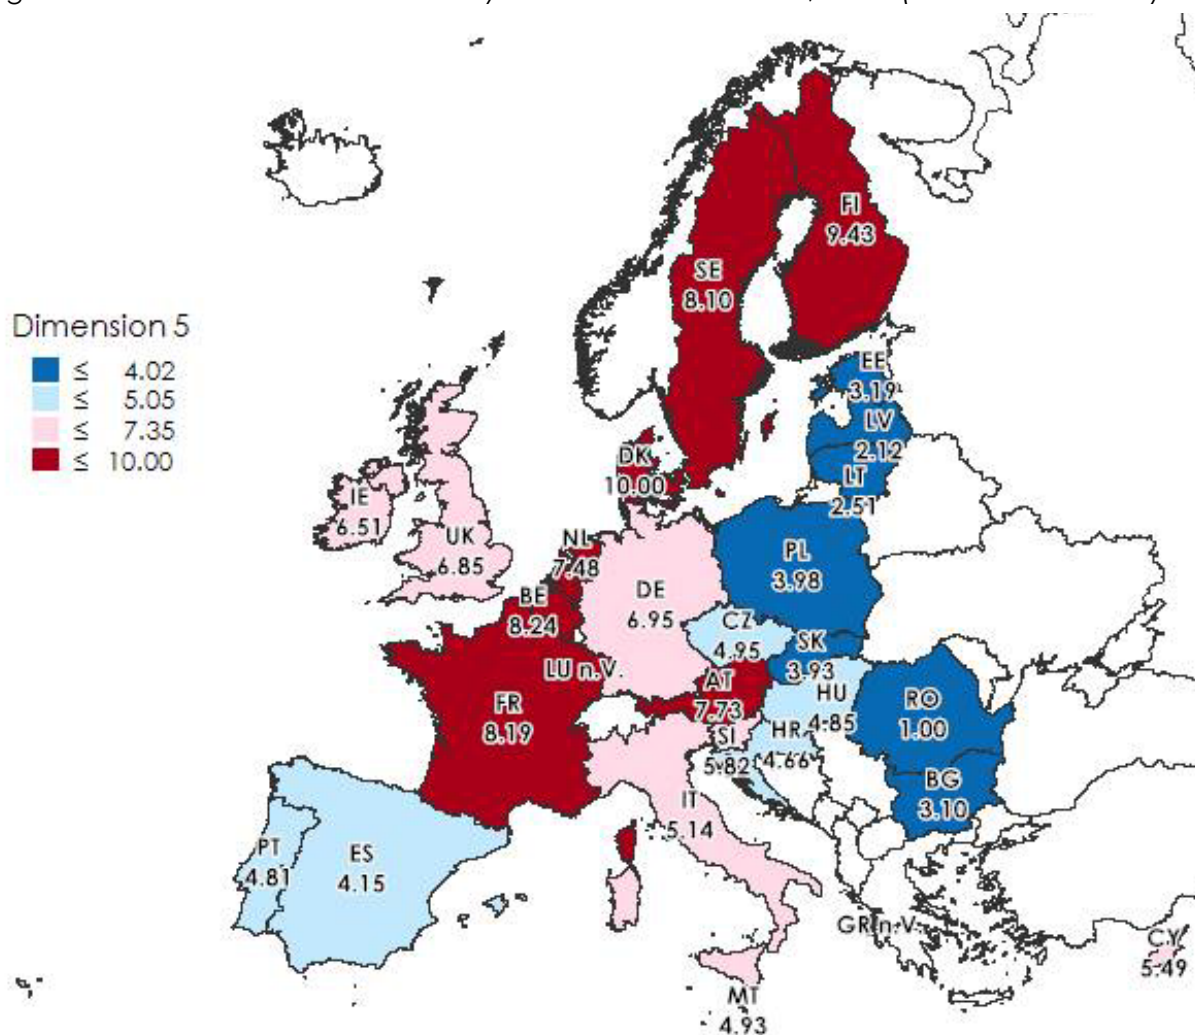 Dimension 5
≤ 4.02
≤ 5.05
≤ 7.35
≤ 10.00
FI
9.43
SE
8.10
EE
3.19
LV
2.12
LT
2.51
DK
10.00
IE
6.51
UK
6.85
NL
7.48
BE
8.24
DE
6.95
PL
3.98
CZ
4.95
SK
3.93
LU n.V.
AT
7.73
HU
4.85
FR
8.19
SI
5.82
HR
4.66
RO
1.00
BG
3.10
IT
5.14
PT
4.81
ES
4.15
GR n.V.
CY
5.49
MT
4.93